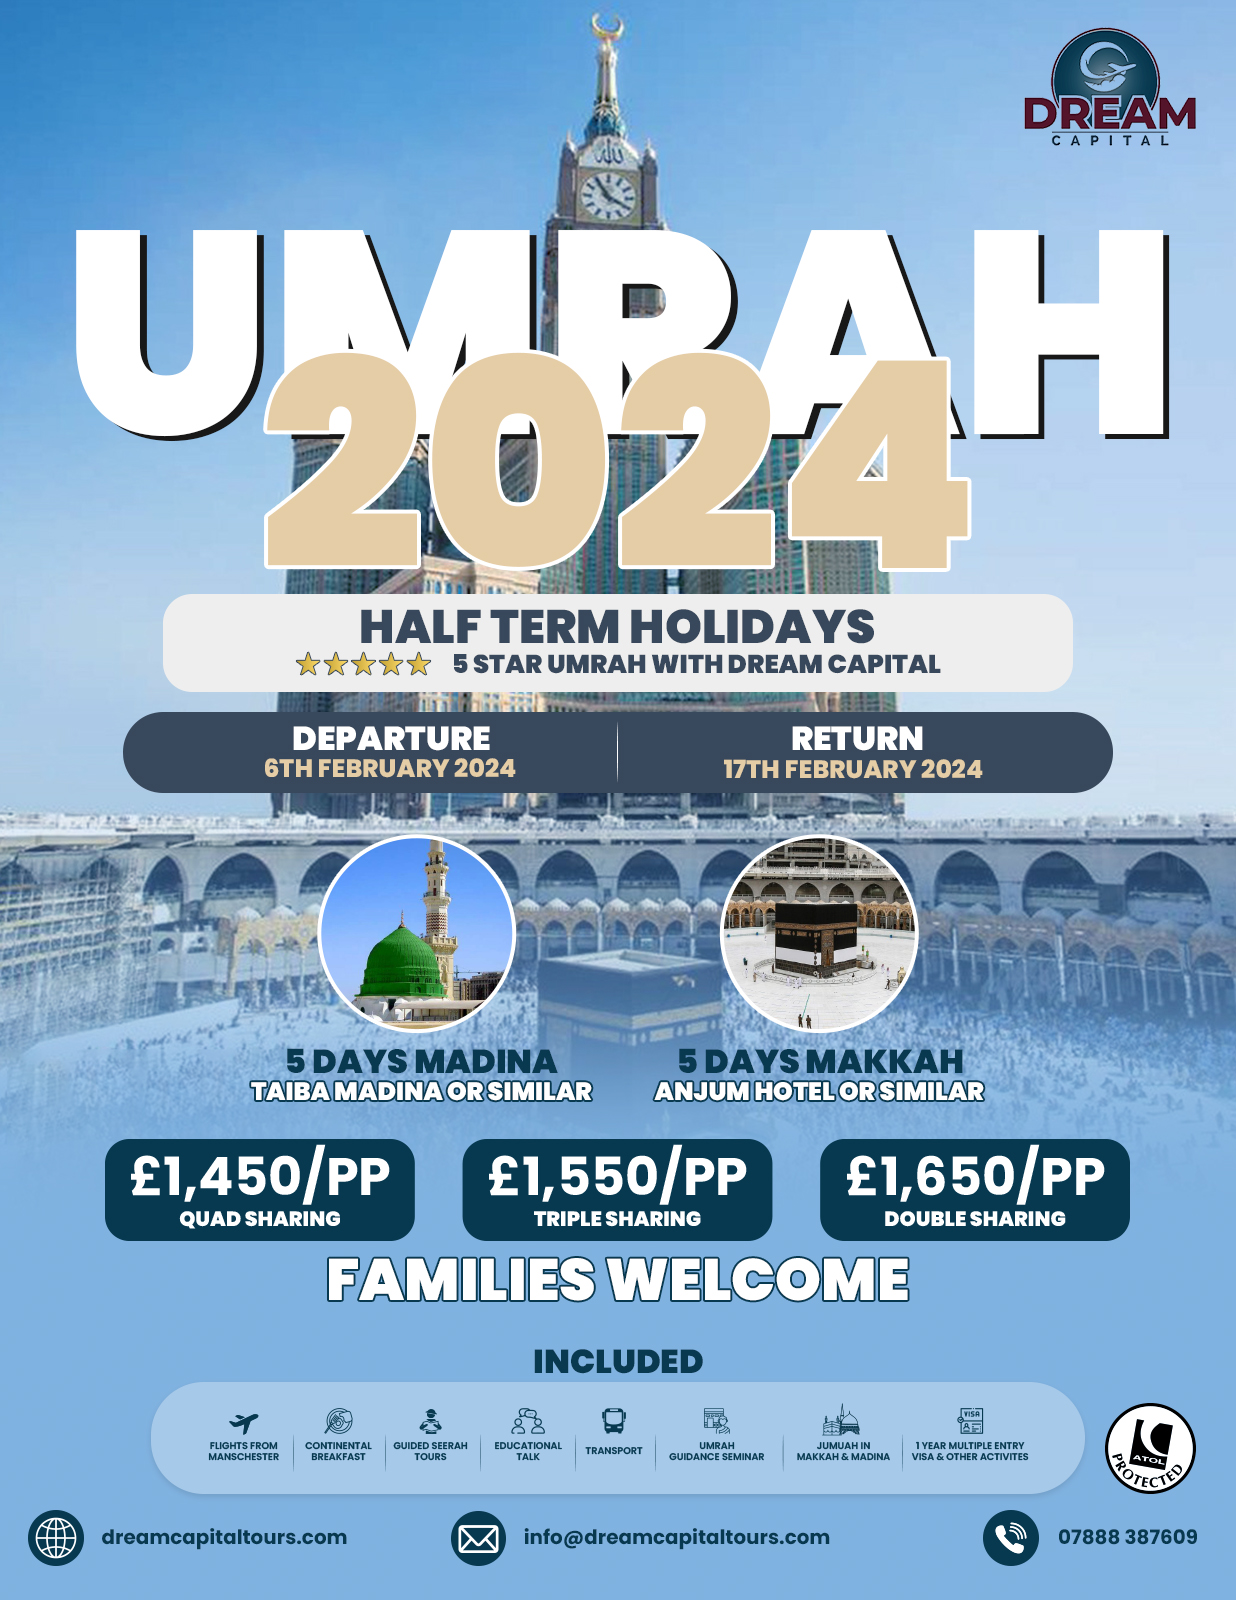 DREAM
CAPITAL
UMRAH
2024
HALF TERM HOLIDAYS
5 STAR UMRAH WITH DREAM CAPITAL
DEPARTURE
6TH FEBRUARY 2024
RETURN
17TH FEBRUARY 2024
5 DAYS MADINA
TAIBA MADINA OR SIMILAR
5 DAYS MAKKAH
ANJUM HOTEL OR SIMILAR
£1,450/PP
QUAD SHARING
£1,550/PP
TRIPLE SHARING
£1,650/PP
DOUBLE SHARING
FAMILIES WELCOME
INCLUDED
FLIGHTS FROM
MANSCHESTER
CONTINENTAL
BREAKFAST
GUIDED SEERAH
TOURS
EDUCATIONAL
TALK
TRANSPORT
UMRAH
GUIDANCE SEMINAR
JUMUAH IN
MAKKAH & MADINA
VISA
1 YEAR MULTIPLE ENTRY
VISA & OTHER ACTIVITES
ATOL
PROTECTED
dreamcapitaltours.com
info@dreamcapitaltours.com
07888 387609